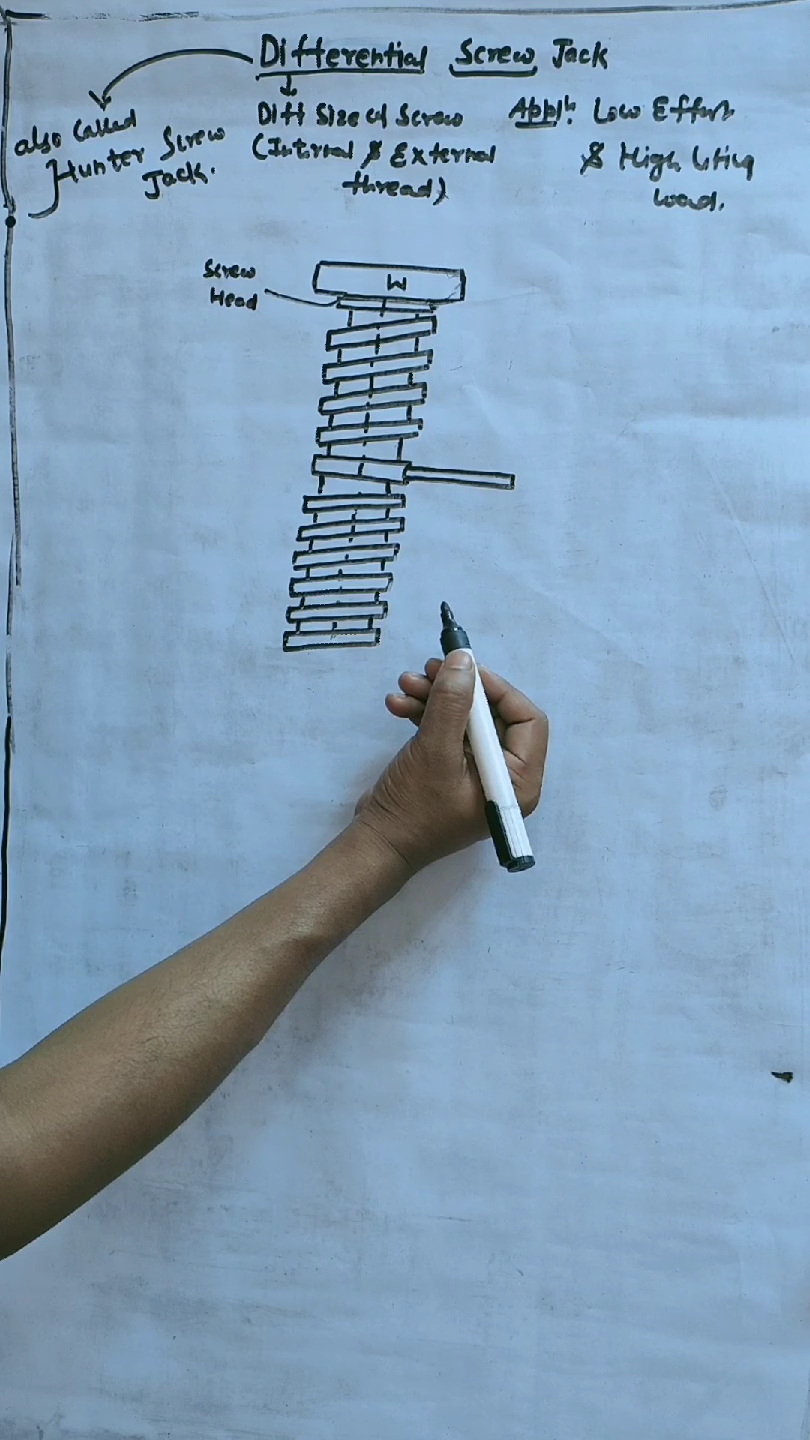 Differential Screw Jack
also called
Hunter Screw
Jack.
Diff Size of Screw
(Internal & External
thread)
Appln: Low Effort
& High lifting
load.
Screw
Head
W